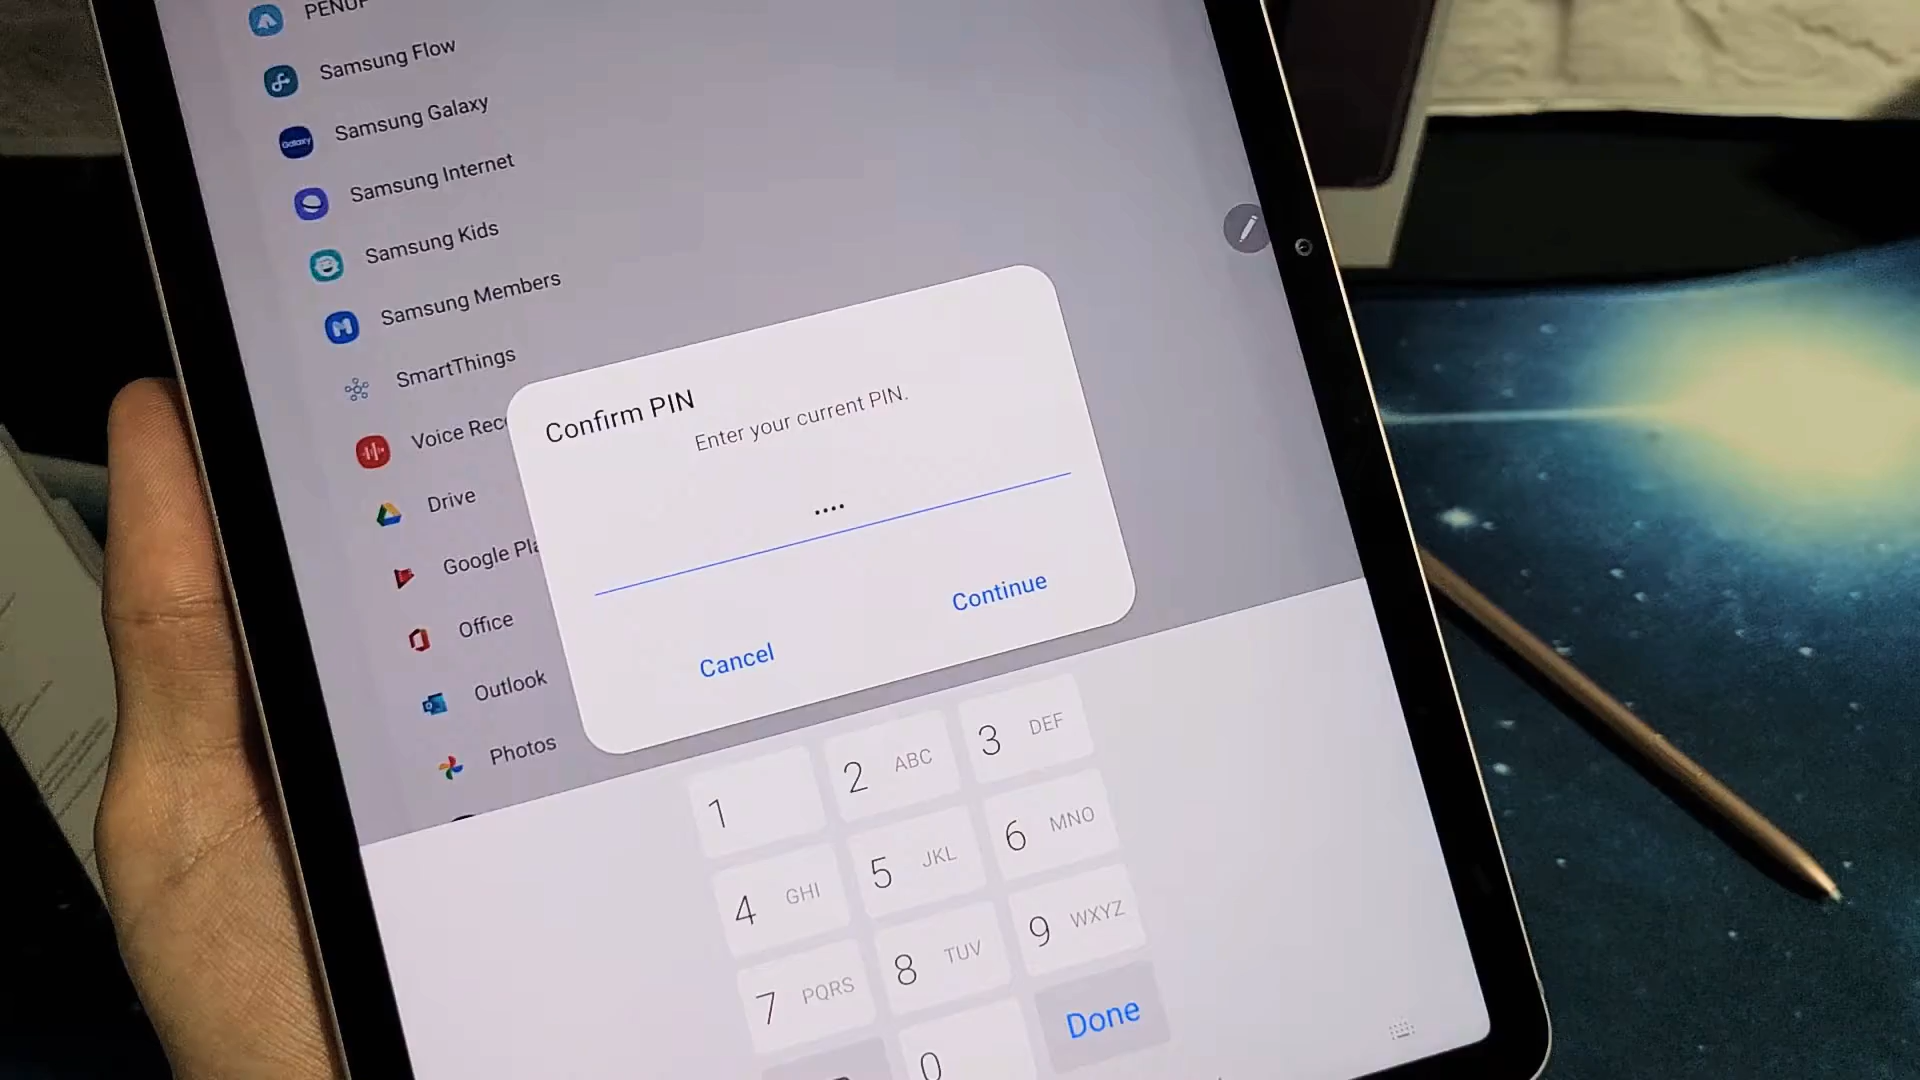 PENUP
Samsung Flow
Galaxy
Samsung Galaxy
Samsung Internet
Samsung Kids
Samsung Members
SmartThings
Voice Rec
Drive
Google Pla
Office
Outlook
Photos
Confirm PIN
Enter your current PIN.
••••
Cancel
Continue
1
2 ABC
3 DEF
4 GHI
5 JKL
6 MNO
7 PQRS
8 TUV
9 WXYZ
0
Done